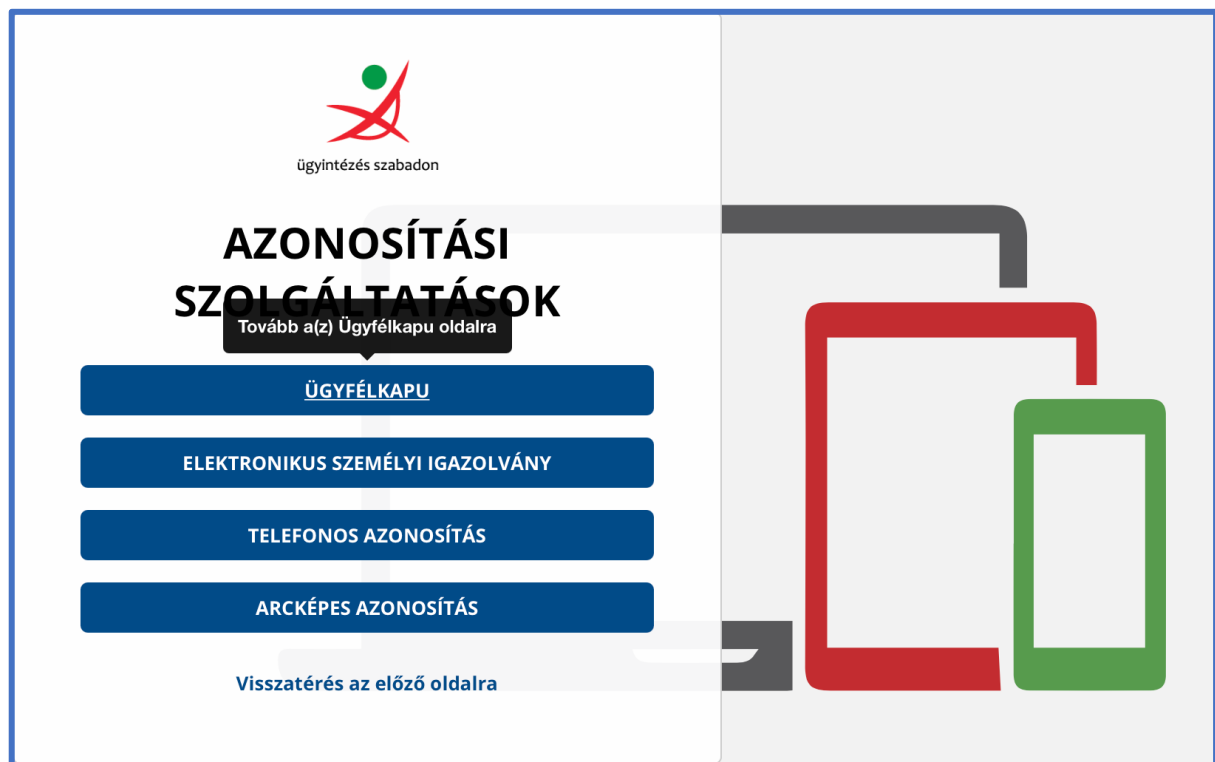 ügyintézés szabadon
AZONOSÍTÁSI
SZOLGÁLTATÁSOK
Tovább a(z) Ügyfélkapu oldalra
ÜGYFÉLKAPU
ELEKTRONIKUS SZEMÉLYI IGAZOLVÁNY
TELEFONOS AZONOSÍTÁS
ARCKÉPES AZONOSÍTÁS
Visszatérés az előző oldalra